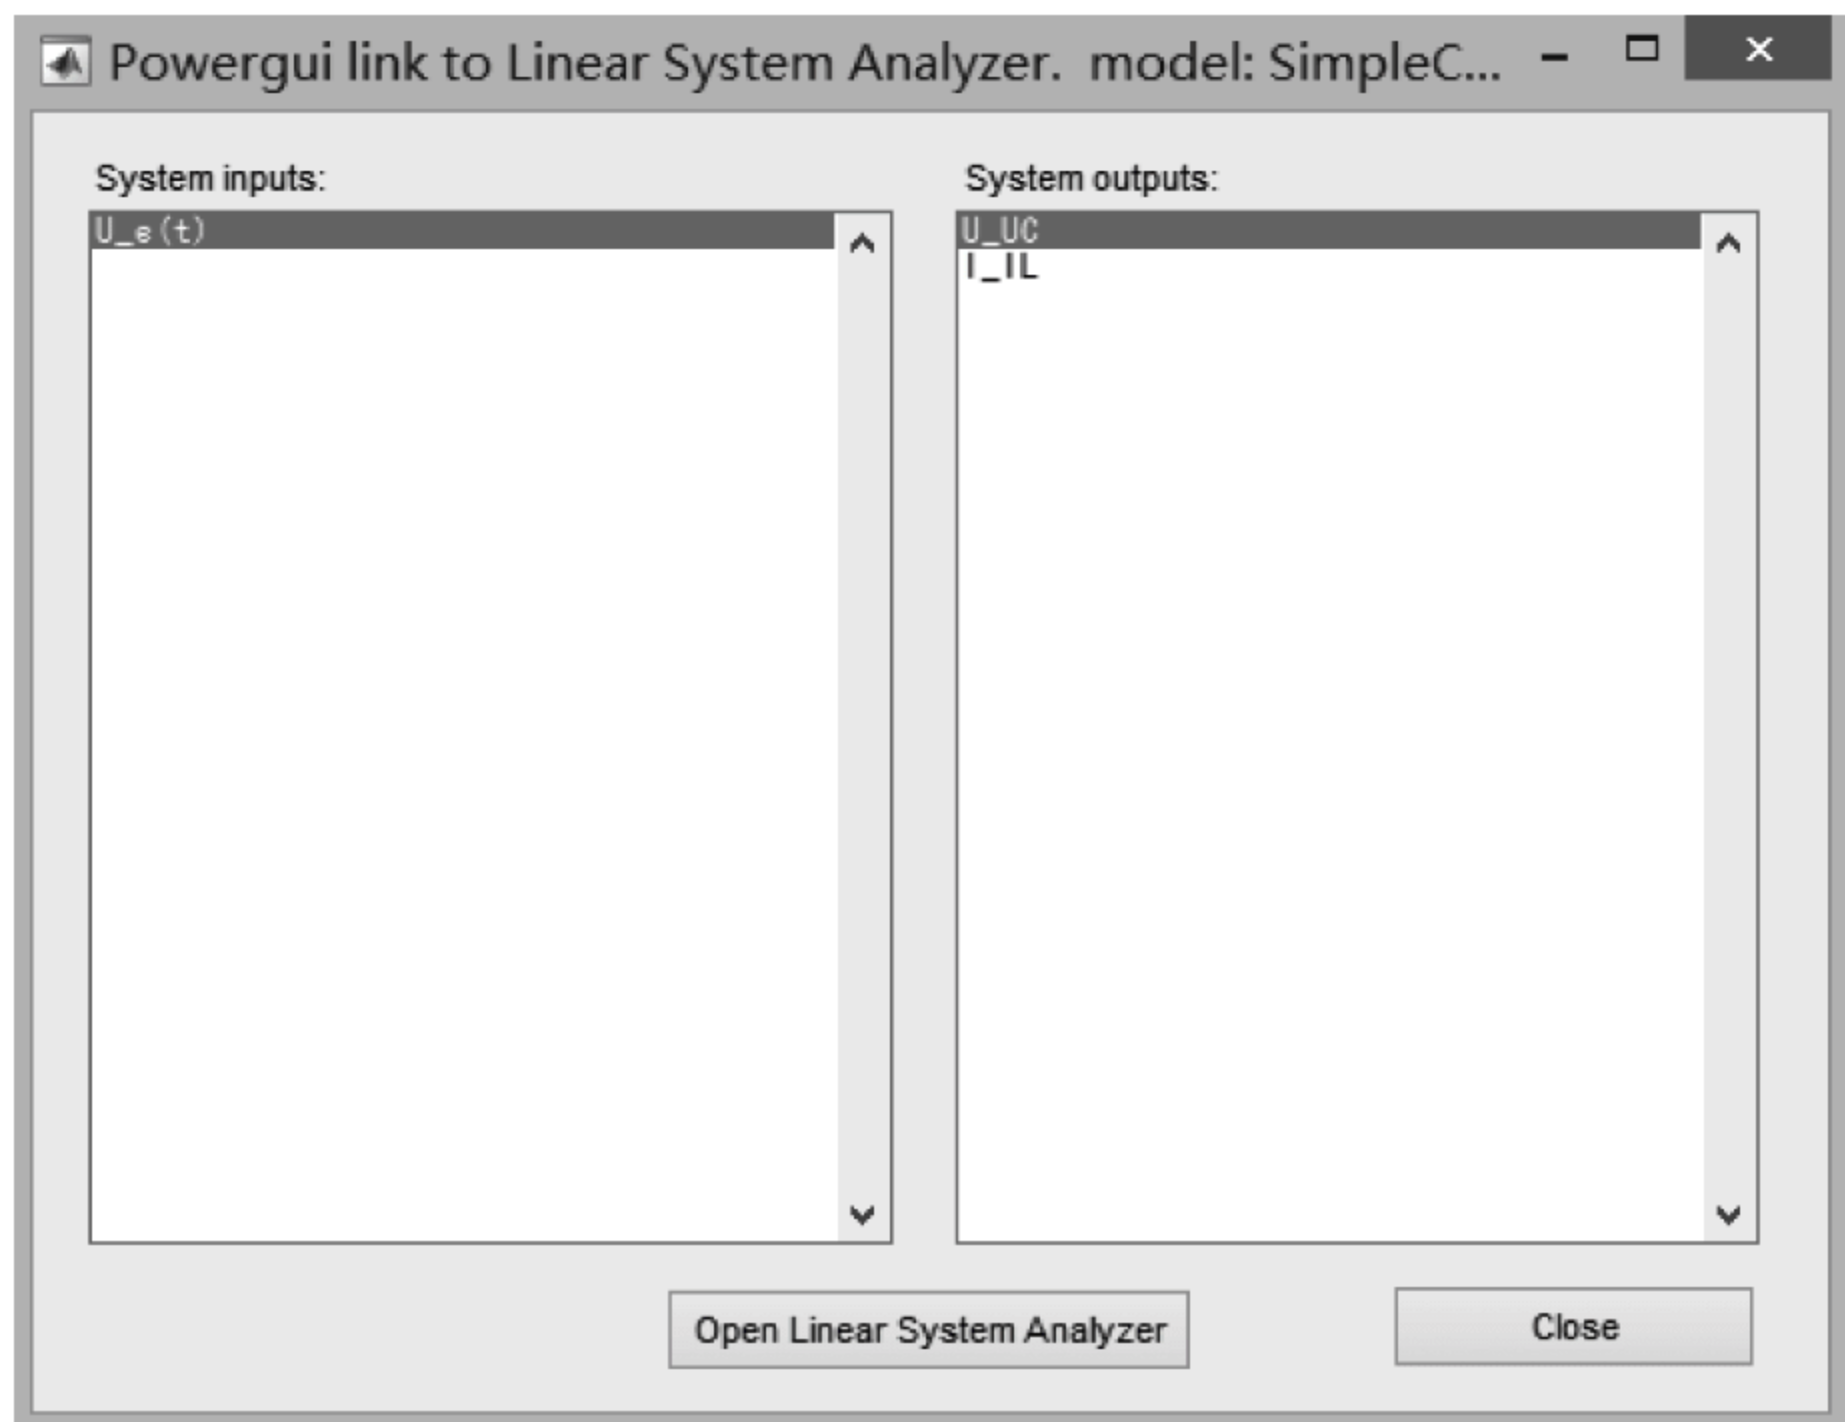 Powergui link to Linear System Analyzer. model: SimpleC...
System inputs:
U_e(t)
System outputs:
U_UC
I_IL
Open Linear System Analyzer
Close